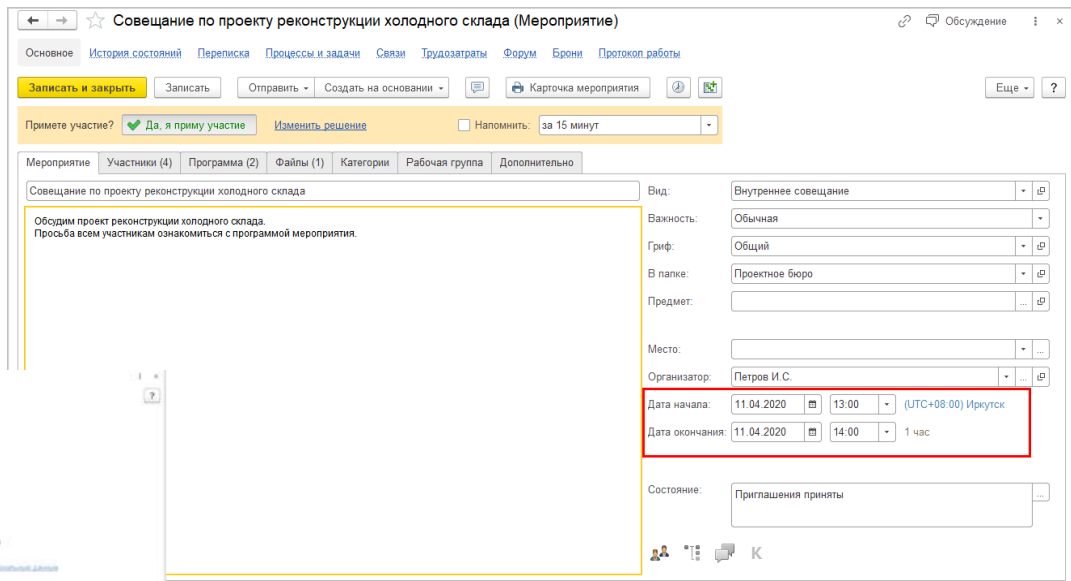 Совещание по проекту реконструкции холодного склада (Мероприятие)
Обсуждение
Основное История состояний Переписка Процессы и задачи Связи Трудозатраты Форум Брони Протокол работы
Записать и закрыть Записать Отправить Создать на основании Карточка мероприятия Еще ?
Примете участие? Да, я приму участие Изменить решение Напомнить: за 15 минут
Мероприятие Участники (4) Программа (2) Файлы (1) Категории Рабочая группа Дополнительно
Совещание по проекту реконструкции холодного склада
Обсудим проект реконструкции холодного склада.
Просьба всем участникам ознакомиться с программой мероприятия.
Вид: Внутреннее совещание
Важность: Обычная
Гриф: Общий
В папке: Проектное бюро
Предмет:
Место:
Организатор: Петров И.С.
Дата начала: 11.04.2020 13:00 (UTC+08:00) Иркутск
Дата окончания: 11.04.2020 14:00 1 час
Состояние: Приглашения приняты
?
К